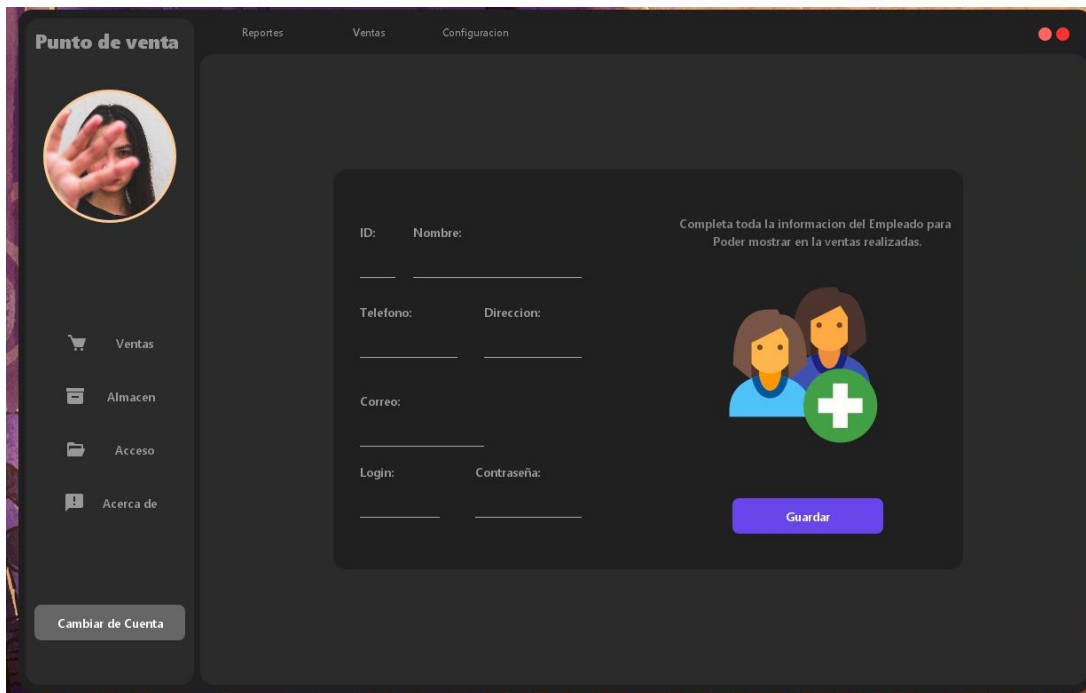 Punto de venta
Reportes Ventas Configuracion
ID: Nombre:
Telefono: Direccion:
Correo:
Login: Contraseña:
Completa toda la informacion del Empleado para
Poder mostrar en la ventas realizadas.
Guardar
Ventas
Almacen
Acceso
Acerca de
Cambiar de Cuenta